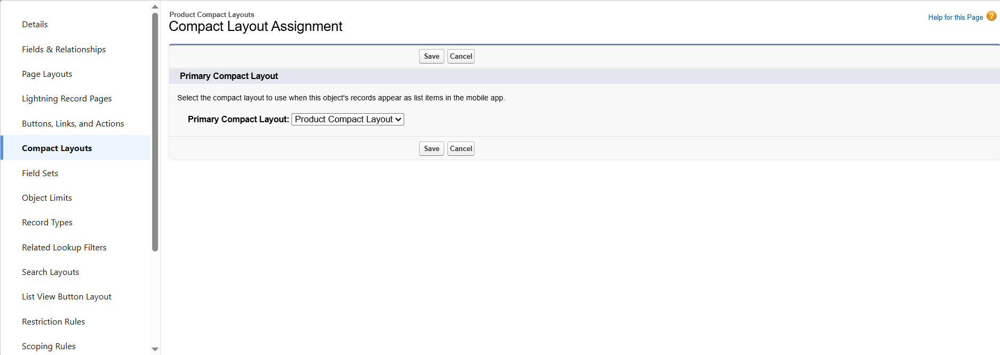 Details
Fields & Relationships
Page Layouts
Lightning Record Pages
Buttons, Links, and Actions
Compact Layouts
Field Sets
Object Limits
Record Types
Related Lookup Filters
Search Layouts
List View Button Layout
Restriction Rules
Scoping Rules
Product Compact Layouts
Compact Layout Assignment
Help for this Page ?
Save Cancel
Primary Compact Layout
Select the compact layout to use when this object's records appear as list items in the mobile app.
Primary Compact Layout: Product Compact Layout
Save Cancel